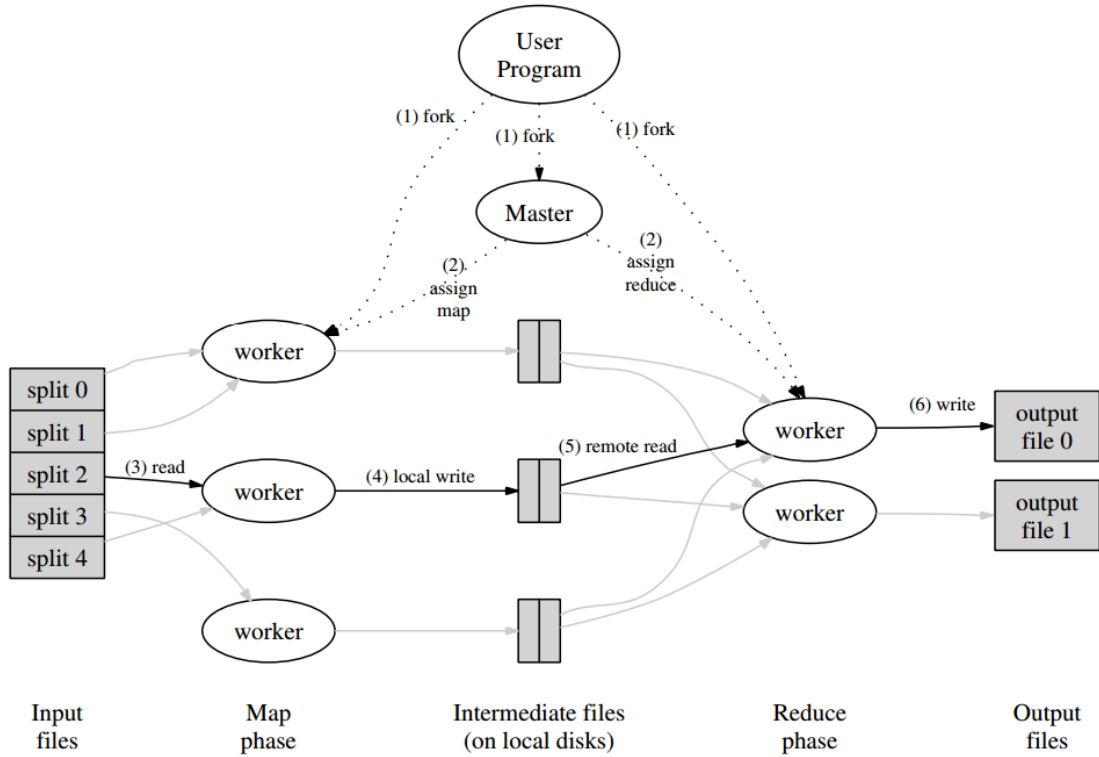 User
Program
(1) fork
(1) fork
(1) fork
Master
(2)
assign
map
(2)
assign
reduce
split 0
split 1
split 2
split 3
split 4
(3) read
worker
worker
worker
(4) local write
(5) remote read
worker
worker
(6) write
output
file 0
output
file 1
Input
files
Map
phase
Intermediate files
(on local disks)
Reduce
phase
Output
files